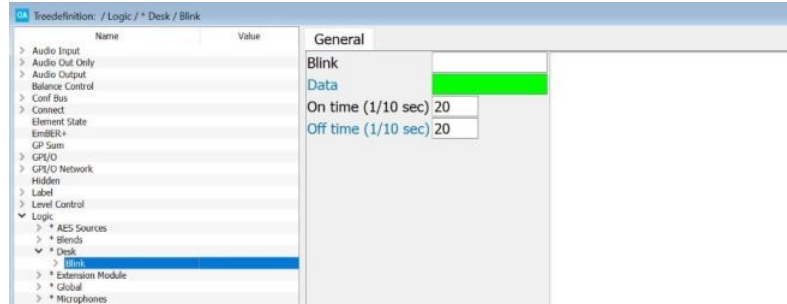 OA Treedefinition: / Logic / * Desk / Blink
Name Value
> Audio Input
> Audio Out Only
> Audio Output
Balance Control
> Conf Bus
> Connect
Element State
EmBER+
GP Sum
> GPI/O
> GPI/O Network
Hidden
> Label
> Level Control
Logic
> * AES Sources
> * Blends
* Desk
> Blink
> * Extension Module
> * Global
> * Microphones
General
Blink
Data
On time (1/10 sec) 20
Off time (1/10 sec) 20